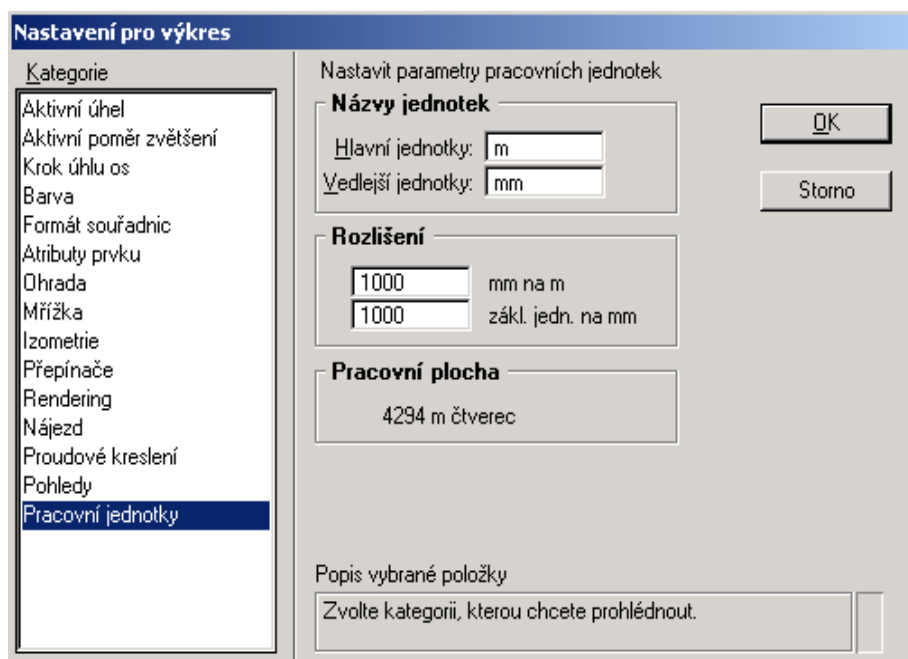 Nastavení pro výkres
Kategorie
Aktivní úhel
Aktivní poměr zvětšení
Krok úhlu os
Barva
Formát souřadnic
Atributy prvku
Ohrada
Mřížka
Izometrie
Přepínače
Rendering
Nájezd
Proudové kreslení
Pohledy
Pracovní jednotky
Nastavit parametry pracovních jednotek
Názvy jednotek
Hlavní jednotky: m
Vedlejší jednotky: mm
Rozlišení
1000 mm na m
1000 zákl. jedn. na mm
Pracovní plocha
4294 m čtverec
OK
Storno
Popis vybrané položky
Zvolte kategorii, kterou chcete prohlédnout.